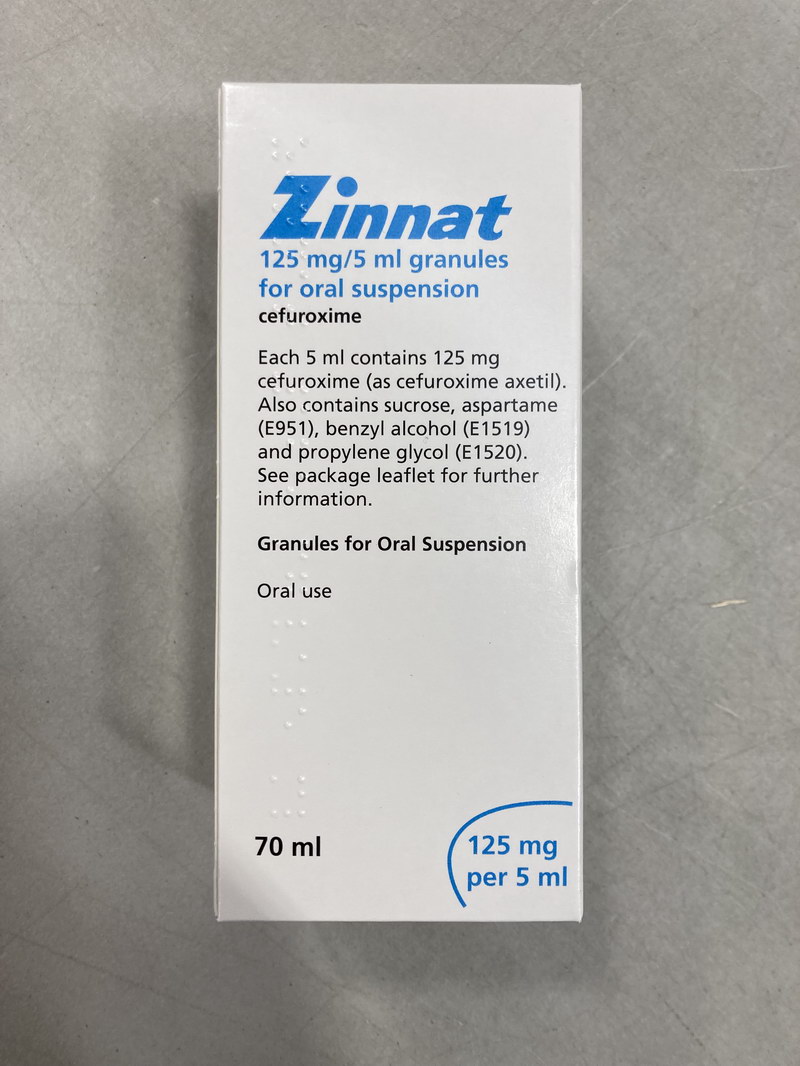 Zinnat
125 mg/5 ml granules
for oral suspension
cefuroxime
Each 5 ml contains 125 mg
cefuroxime (as cefuroxime axetil).
Also contains sucrose, aspartame
(E951), benzyl alcohol (E1519)
and propylene glycol (E1520).
See package leaflet for further
information.
Granules for Oral Suspension
Oral use
70 ml
125 mg
per 5 ml